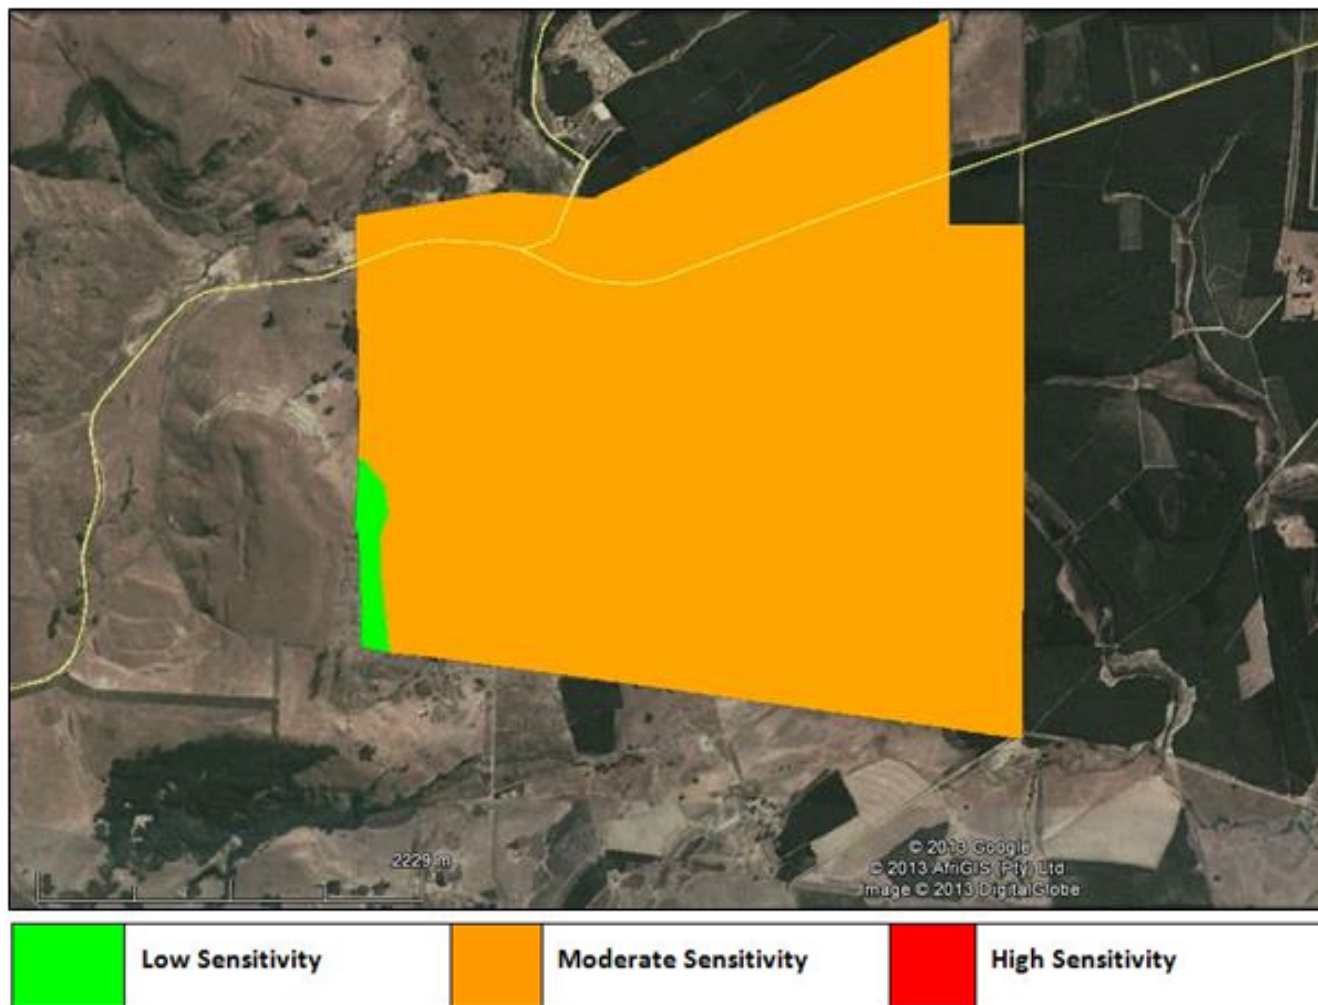 2229 m
© 2013 Google
© 2013 AfriGIS (Pty) Ltd.
Image © 2013 DigitalGlobe
Low Sensitivity Moderate Sensitivity High Sensitivity